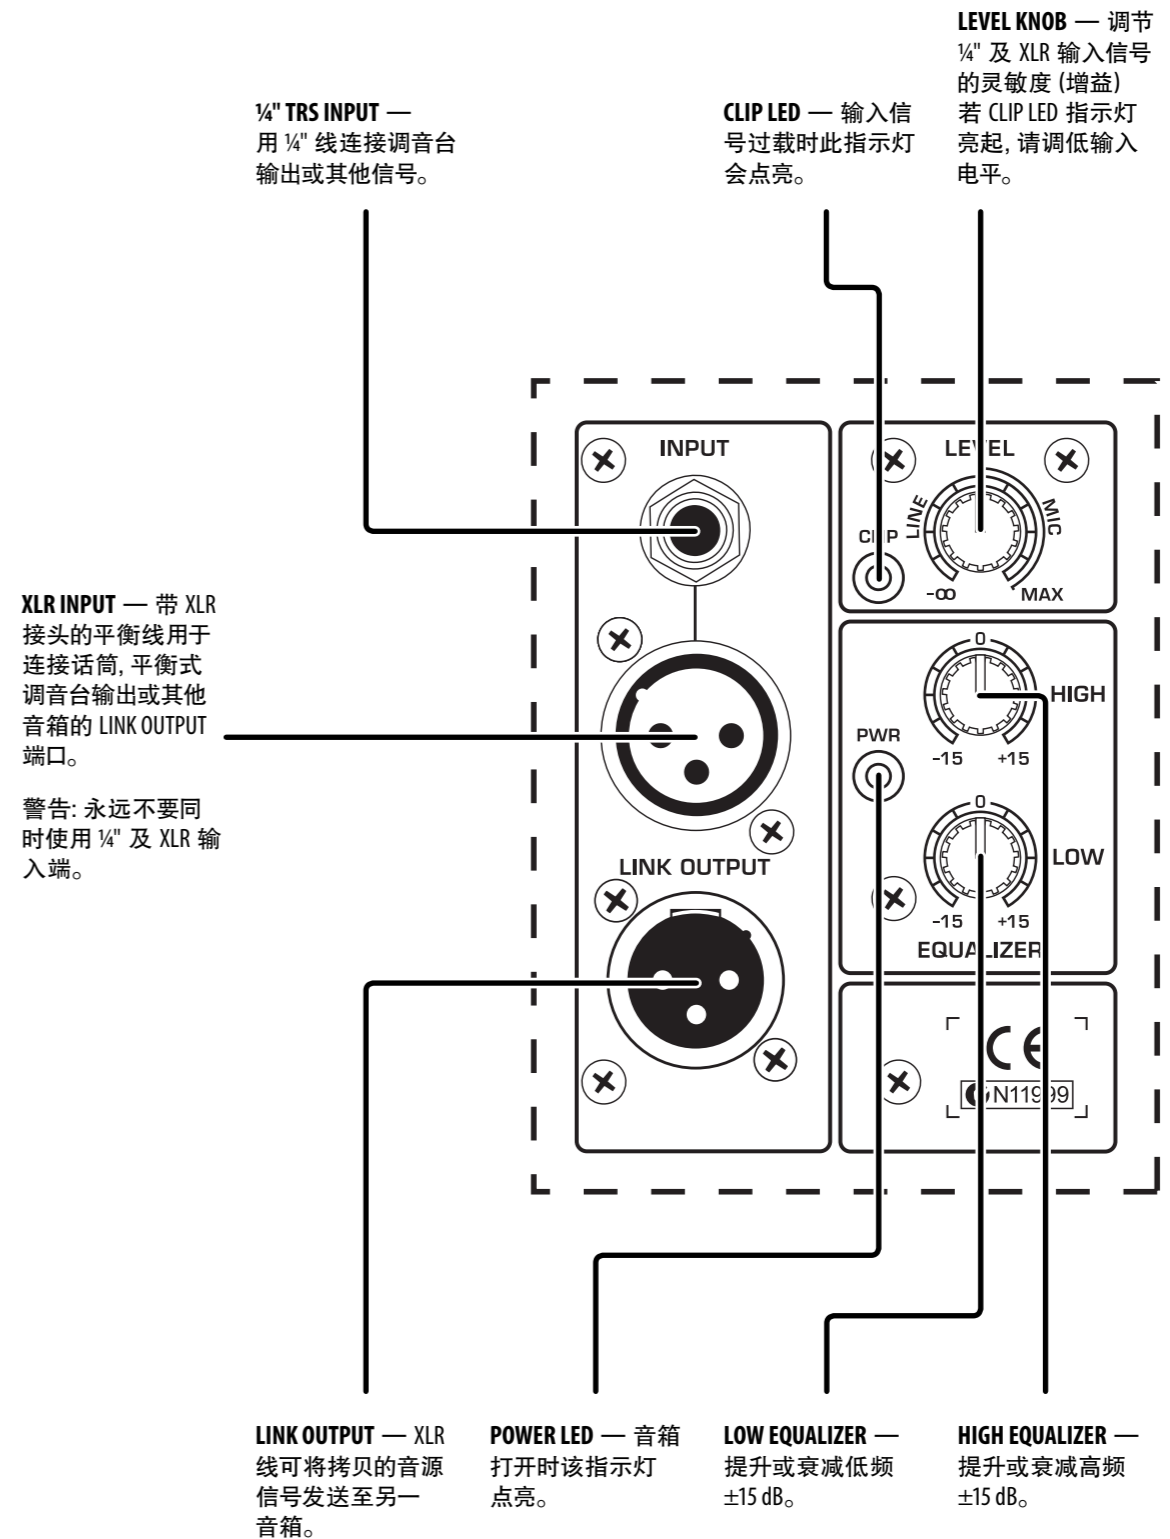 LEVEL KNOB — 调节
¼" 及 XLR 输入信号
的灵敏度 (增益)
若 CLIP LED 指示灯
亮起, 请调低输入
电平。
¼" TRS INPUT —
用 ¼" 线连接调音台
输出或其他信号。
CLIP LED — 输入信
号过载时此指示灯
会点亮。
INPUT
LEVEL
LINE
MIC
CLIP
-∞
MAX
XLR INPUT — 带 XLR
接头的平衡线用于
连接话筒, 平衡式
调音台输出或其他
音箱的 LINK OUTPUT
端口。
警告: 永远不要同
时使用 ¼" 及 XLR 输
入端。
0
HIGH
-15
+15
PWR
0
LOW
-15
+15
EQUALIZER
LINK OUTPUT
CE
N11999
LINK OUTPUT — XLR
线可将拷贝的音源
信号发送至另一
音箱。
POWER LED — 音箱
打开时该指示灯
点亮。
LOW EQUALIZER —
提升或衰减低频
±15 dB。
HIGH EQUALIZER —
提升或衰减高频
±15 dB。